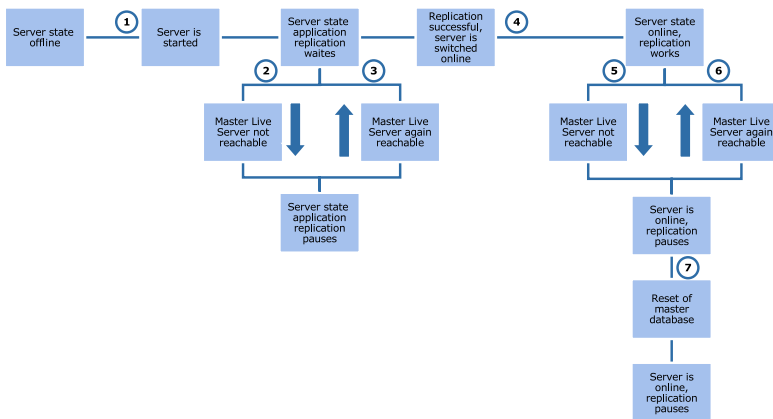 1
Server state
offline
Server is
started
Server state
application
replication
waites
Replication
successful,
server is
switched
online
4
Server state
online,
replication
works
2
3
Master Live
Server not
reachable
Master Live
Server again
reachable
Server state
application
replication
pauses
5
6
Master Live
Server not
reachable
Master Live
Server again
reachable
Server is
online,
replication
pauses
7
Reset of
master
database
Server is
online,
replication
pauses